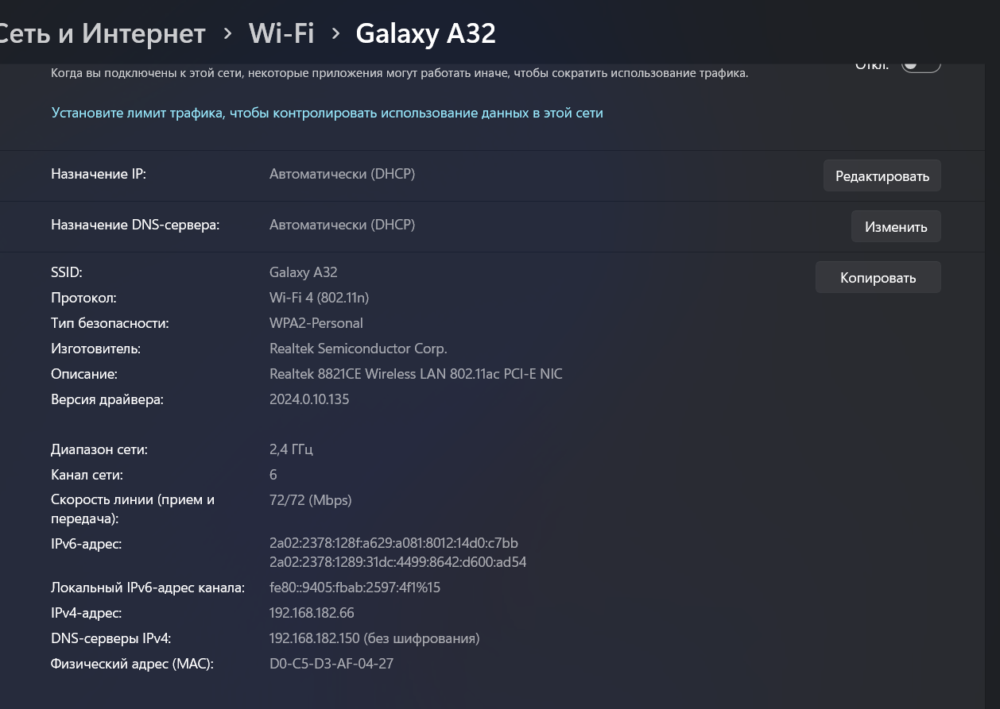 Сеть и Интернет › Wi-Fi › Galaxy A32
Откл.
Когда вы подключены к этой сети, некоторые приложения могут работать иначе, чтобы сократить использование трафика.
Установите лимит трафика, чтобы контролировать использование данных в этой сети
Назначение IP: Автоматически (DHCP) Редактировать
Назначение DNS-сервера: Автоматически (DHCP) Изменить
SSID: Galaxy A32 Копировать
Протокол: Wi-Fi 4 (802.11n)
Тип безопасности: WPA2-Personal
Изготовитель: Realtek Semiconductor Corp.
Описание: Realtek 8821CE Wireless LAN 802.11ac PCI-E NIC
Версия драйвера: 2024.0.10.135
Диапазон сети: 2,4 ГГц
Канал сети: 6
Скорость линии (прием и 72/72 (Mbps)
передача):
IPv6-адрес: 2a02:2378:128f:a629:a081:8012:14d0:c7bb
2a02:2378:1289:31dc:4499:8642:d600:ad54
Локальный IPv6-адрес канала: fe80::9405:fbab:2597:4f1%15
IPv4-адрес: 192.168.182.66
DNS-серверы IPv4: 192.168.182.150 (без шифрования)
Физический адрес (MAC): D0-C5-D3-AF-04-27